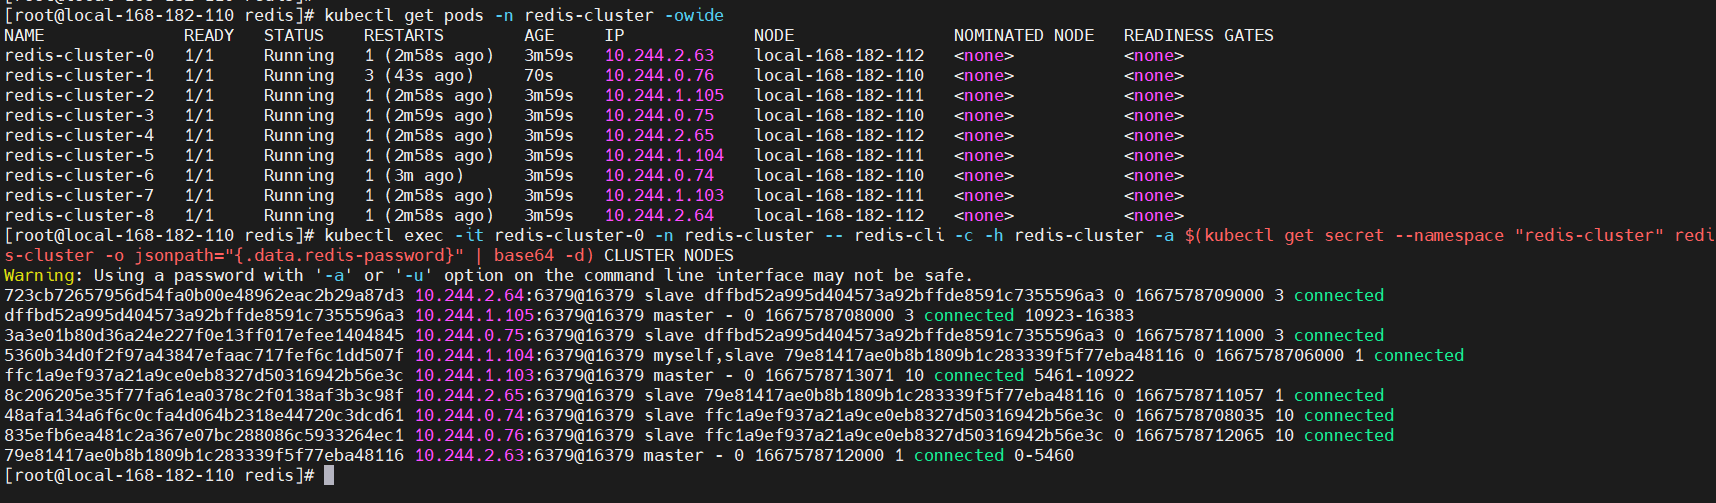 [root@local-168-182-110 redis]# kubectl get pods -n redis-cluster -owide
NAME READY STATUS RESTARTS AGE IP NODE NOMINATED NODE READINESS GATES
redis-cluster-0 1/1 Running 1 (2m58s ago) 3m59s 10.244.2.63 local-168-182-112 <none> <none>
redis-cluster-1 1/1 Running 3 (43s ago) 70s 10.244.0.76 local-168-182-110 <none> <none>
redis-cluster-2 1/1 Running 1 (2m58s ago) 3m59s 10.244.1.105 local-168-182-111 <none> <none>
redis-cluster-3 1/1 Running 1 (2m59s ago) 3m59s 10.244.0.75 local-168-182-110 <none> <none>
redis-cluster-4 1/1 Running 1 (2m58s ago) 3m59s 10.244.2.65 local-168-182-112 <none> <none>
redis-cluster-5 1/1 Running 1 (2m58s ago) 3m59s 10.244.1.104 local-168-182-111 <none> <none>
redis-cluster-6 1/1 Running 1 (3m ago) 3m59s 10.244.0.74 local-168-182-110 <none> <none>
redis-cluster-7 1/1 Running 1 (2m58s ago) 3m59s 10.244.1.103 local-168-182-111 <none> <none>
redis-cluster-8 1/1 Running 1 (2m58s ago) 3m59s 10.244.2.64 local-168-182-112 <none> <none>
[root@local-168-182-110 redis]# kubectl exec -it redis-cluster-0 -n redis-cluster -- redis-cli -c -h redis-cluster -a $(kubectl get secret --namespace "redis-cluster" redi
s-cluster -o jsonpath="{.data.redis-password}" | base64 -d) CLUSTER NODES
Warning: Using a password with '-a' or '-u' option on the command line interface may not be safe.
723cb72657956d54fa0b00e48962eac2b29a87d3 10.244.2.64:6379@16379 slave dffbd52a995d404573a92bffde8591c7355596a3 0 1667578709000 3 connected
dffbd52a995d404573a92bffde8591c7355596a3 10.244.1.105:6379@16379 master - 0 1667578708000 3 connected 10923-16383
3a3e01b80d36a24e227f0e13ff017efee1404845 10.244.0.75:6379@16379 slave dffbd52a995d404573a92bffde8591c7355596a3 0 1667578711000 3 connected
5360b34d0f2f97a43847efaac717fef6c1dd507f 10.244.1.104:6379@16379 myself,slave 79e81417ae0b8b1809b1c283339f5f77eba48116 0 1667578706000 1 connected
ffc1a9ef937a21a9ce0eb8327d50316942b56e3c 10.244.1.103:6379@16379 master - 0 1667578713071 10 connected 5461-10922
8c206205e35f77fa61ea0378c2f0138af3b3c98f 10.244.2.65:6379@16379 slave 79e81417ae0b8b1809b1c283339f5f77eba48116 0 1667578711057 1 connected
48afa134a6f6c0cfa4d064b2318e44720c3dcd61 10.244.0.74:6379@16379 slave ffc1a9ef937a21a9ce0eb8327d50316942b56e3c 0 1667578708035 10 connected
835efb6ea481c2a367e07bc288086c5933264ec1 10.244.0.76:6379@16379 slave ffc1a9ef937a21a9ce0eb8327d50316942b56e3c 0 1667578712065 10 connected
79e81417ae0b8b1809b1c283339f5f77eba48116 10.244.2.63:6379@16379 master - 0 1667578712000 1 connected 0-5460
[root@local-168-182-110 redis]#